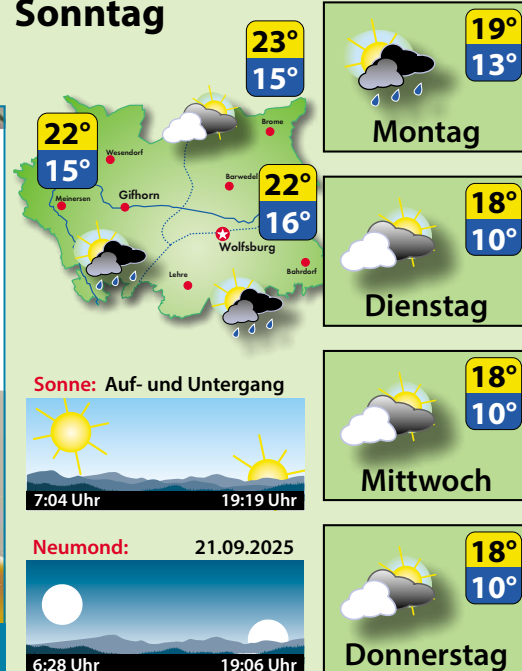 Sonntag
23°
15°
22°
15°
22°
16°
Brome
Wesendorf
Barwedel
Meinersen
Gifhorn
Wolfsburg
Lehre
Bahrdorf
Sonne: Auf- und Untergang
7:04 Uhr 19:19 Uhr
Neumond: 21.09.2025
6:28 Uhr 19:06 Uhr
19°
13°
Montag
18°
10°
Dienstag
18°
10°
Mittwoch
18°
10°
Donnerstag